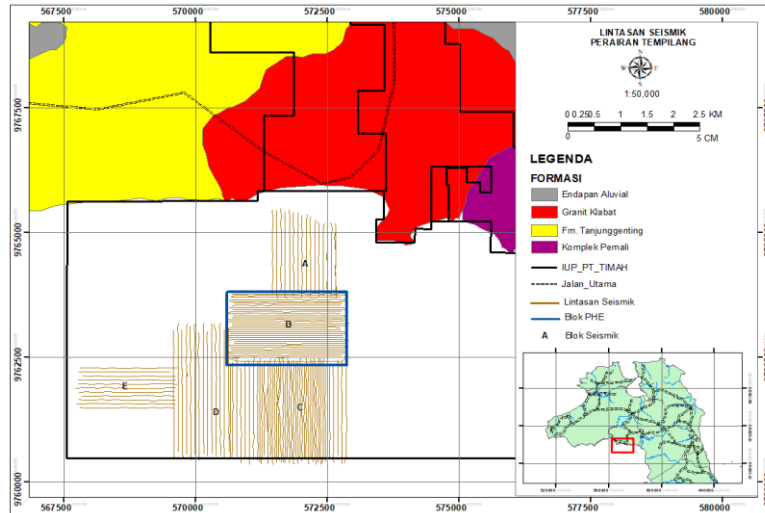 567500 570000 572500 575000 577500 580000
LINTASAN SEISMIK
PERAIRAN TEMPILANG
N
W E
S
1:50,000
0 0.25 0.5 1 1.5 2 2.5 KM
0 5 CM
LEGENDA
FORMASI
Endapan Aluvial
Granit Klabat
Fm. Tanjunggenting
Komplek Pemali
IUP_PT_TIMAH
Jalan_Utama
Lintasan Seismik
Blok PHE
A Blok Seismik
9767500
9765000
9762500
9760000
A
B
E
D
C
567500 570000 572500 575000 577500 580000